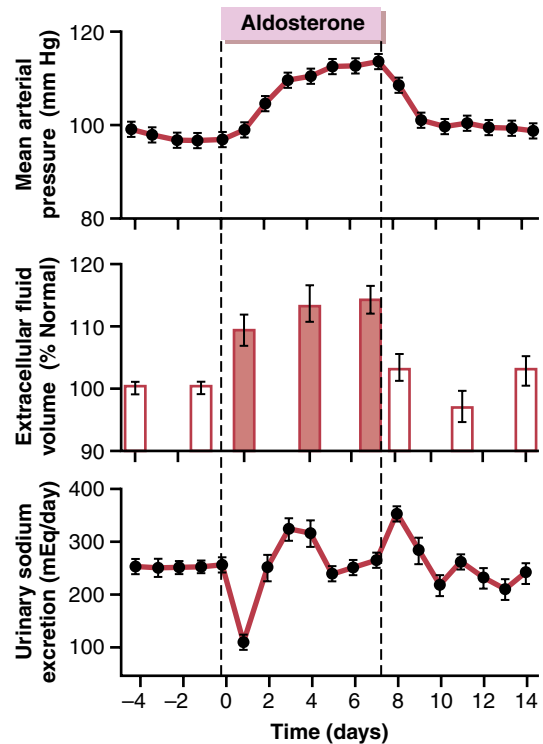 Aldosterone
Mean arterial
pressure (mm Hg)
120
100
80
Extracellular fluid
volume (% Normal)
120
110
100
90
Urinary sodium
excretion (mEq/day)
400
300
200
100
–4 –2 0 2 4 6 8 10 12 14
Time (days)